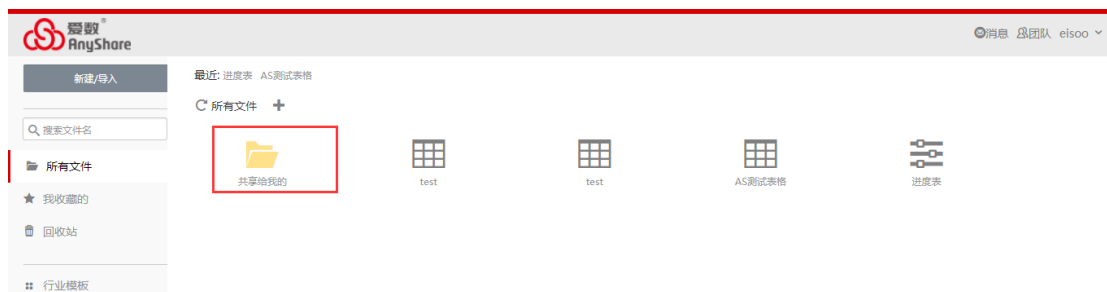 爱数®
AnyShare
消息 团队 eisoo
新建/导入
最近: 进度表 AS测试表格
所有文件
搜索文件名
所有文件
共享给我的 test test AS测试表格 进度表
我收藏的
回收站
行业模板